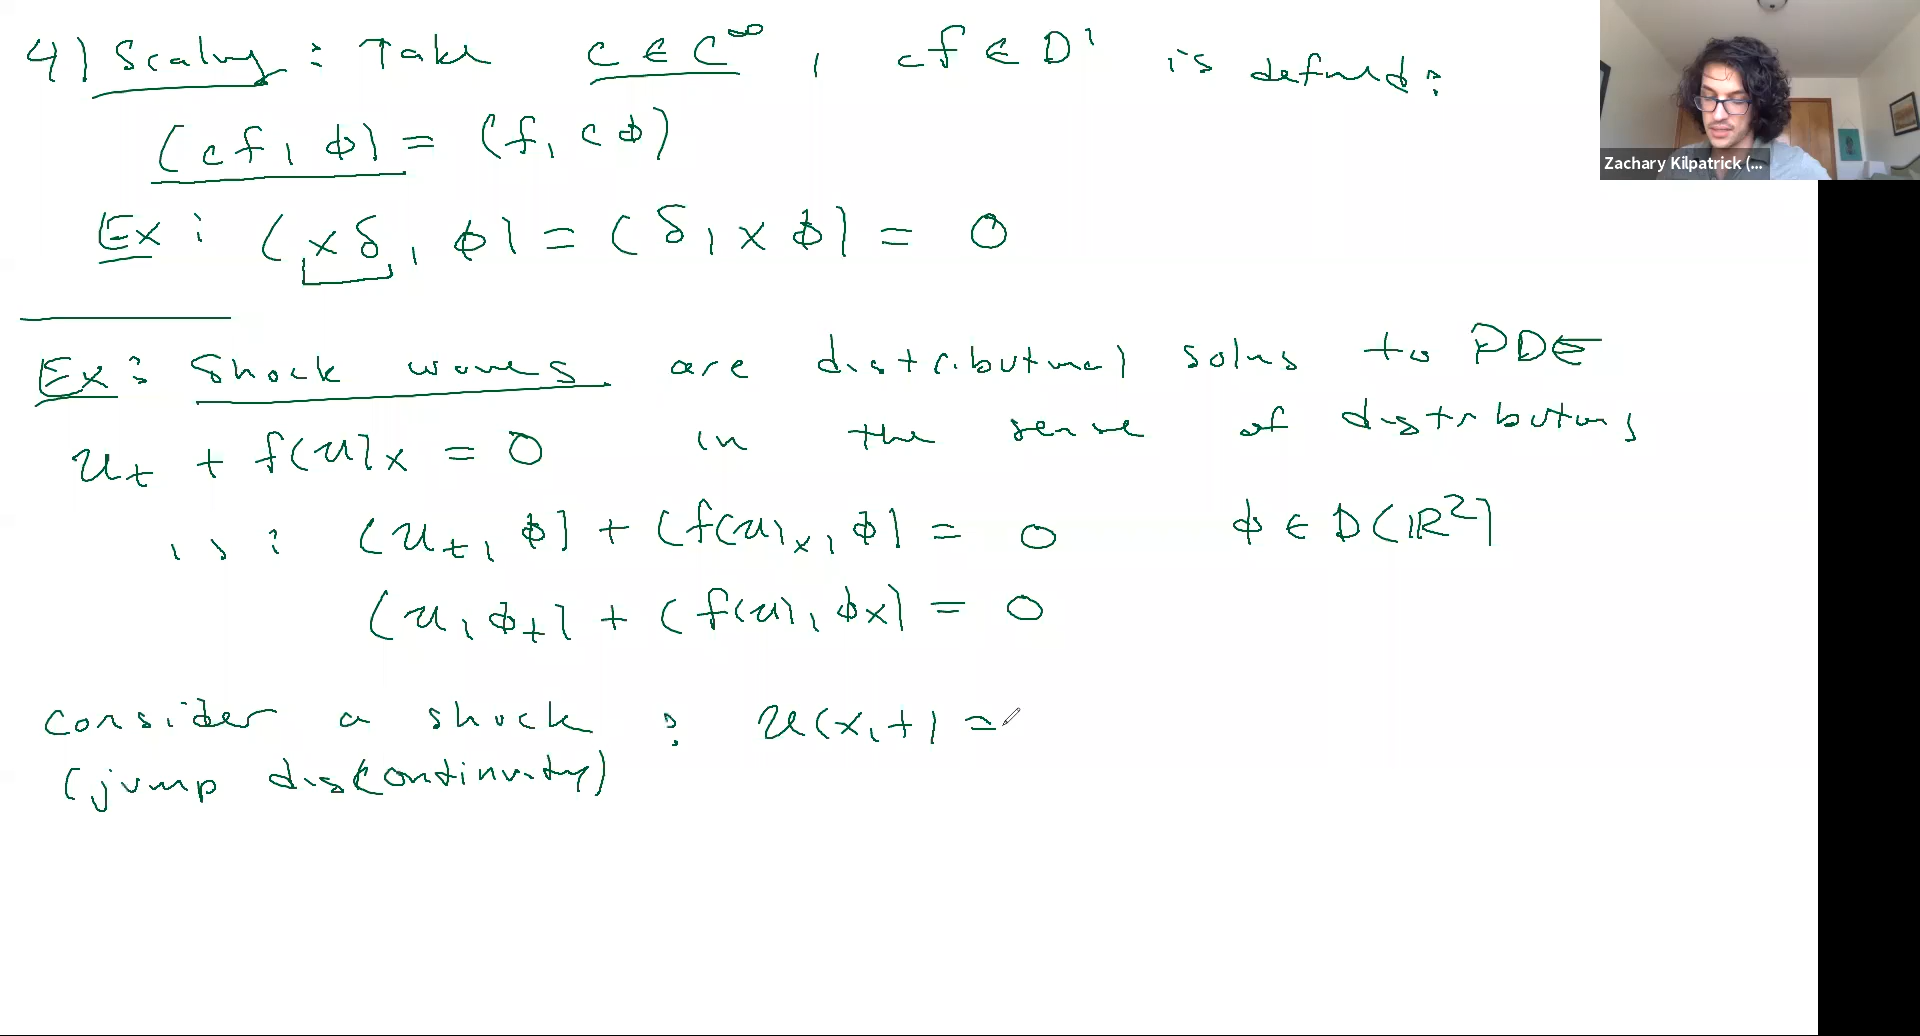 4) Scaling : Take c ∈ C^∞ , cf ∈ D' is defined :
(cf, φ) = (f, cφ)
Ex : (xδ, φ) = (δ, xφ) = 0
Ex : Shock waves are distributional solns to PDE
u_t + f(u)_x = 0 in the sense of distributions
is : (u_t, φ) + (f(u)_x, φ) = 0 φ ∈ D(ℝ²)
(u, φ_t) + (f(u), φ_x) = 0
consider a shock : u(x,t) =
(jump discontinuity)
Zachary Kilpatrick (...